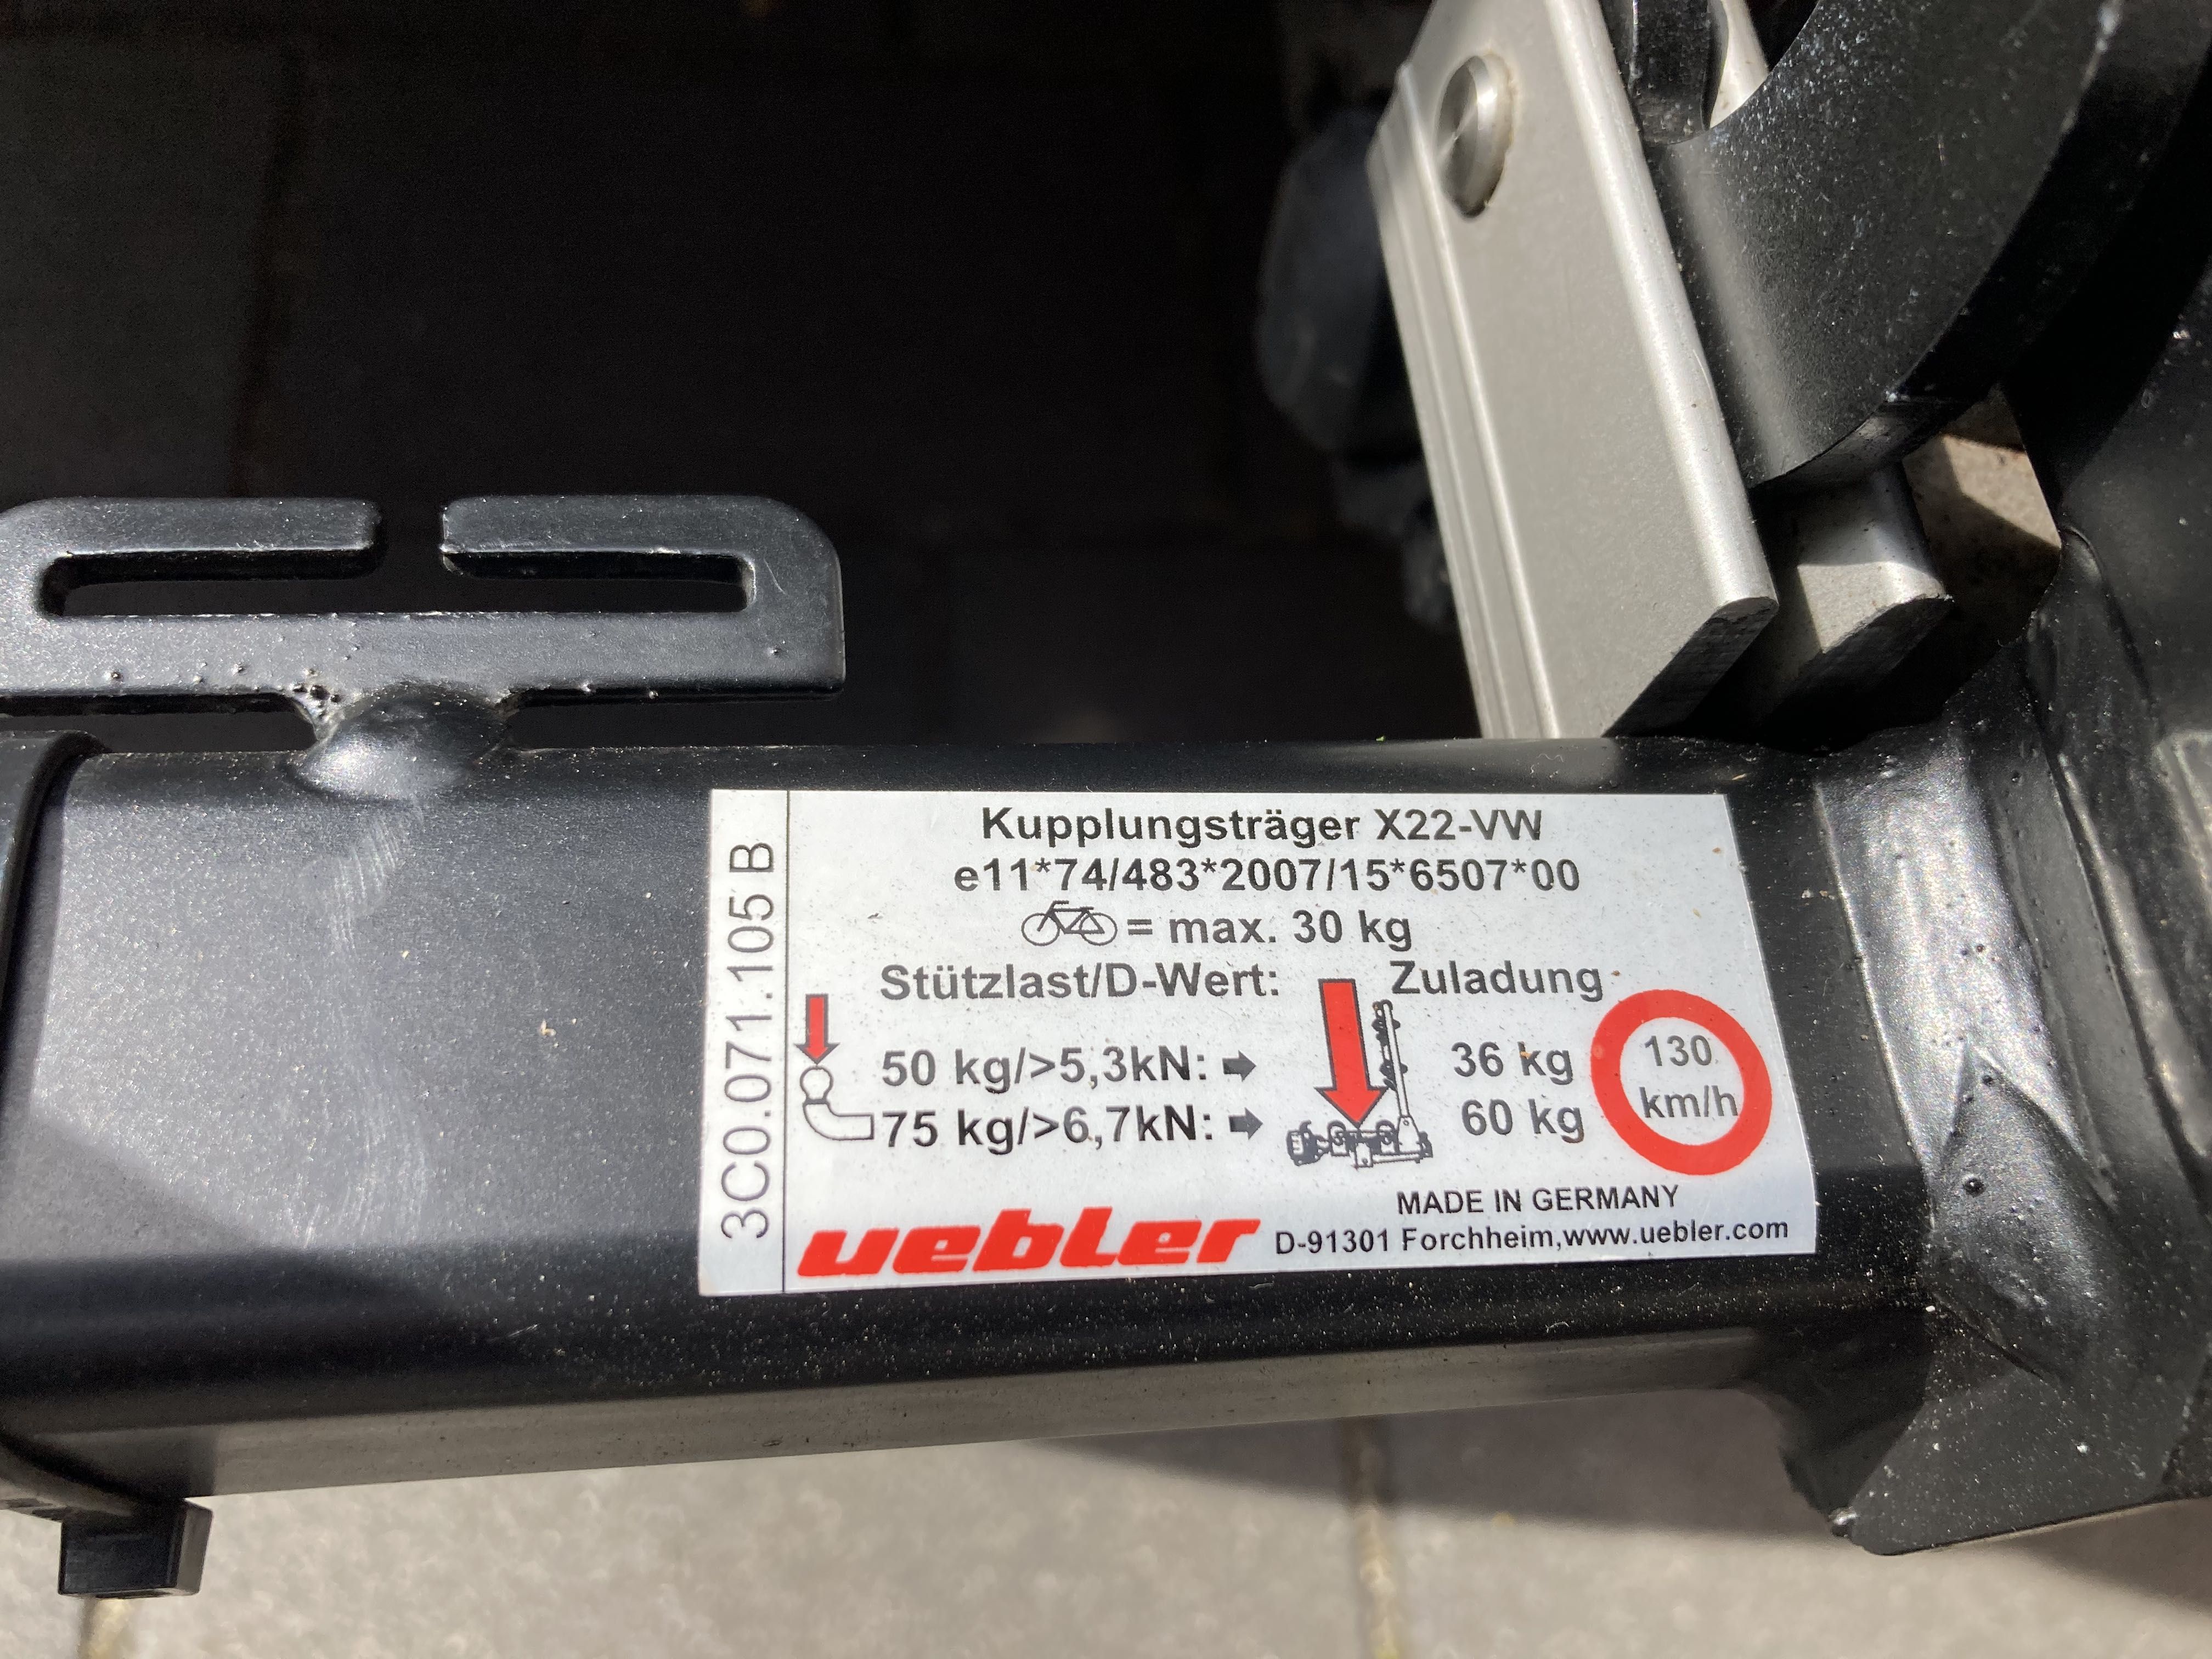 3C0.071.105 B
Kupplungsträger X22-VW
e11*74/483*2007/15*6507*00
= max. 30 kg
Stützlast/D-Wert: Zuladung
50 kg/>5,3kN: 36 kg
75 kg/>6,7kN: 60 kg
130
km/h
MADE IN GERMANY
uebler D-91301 Forchheim,www.uebler.com